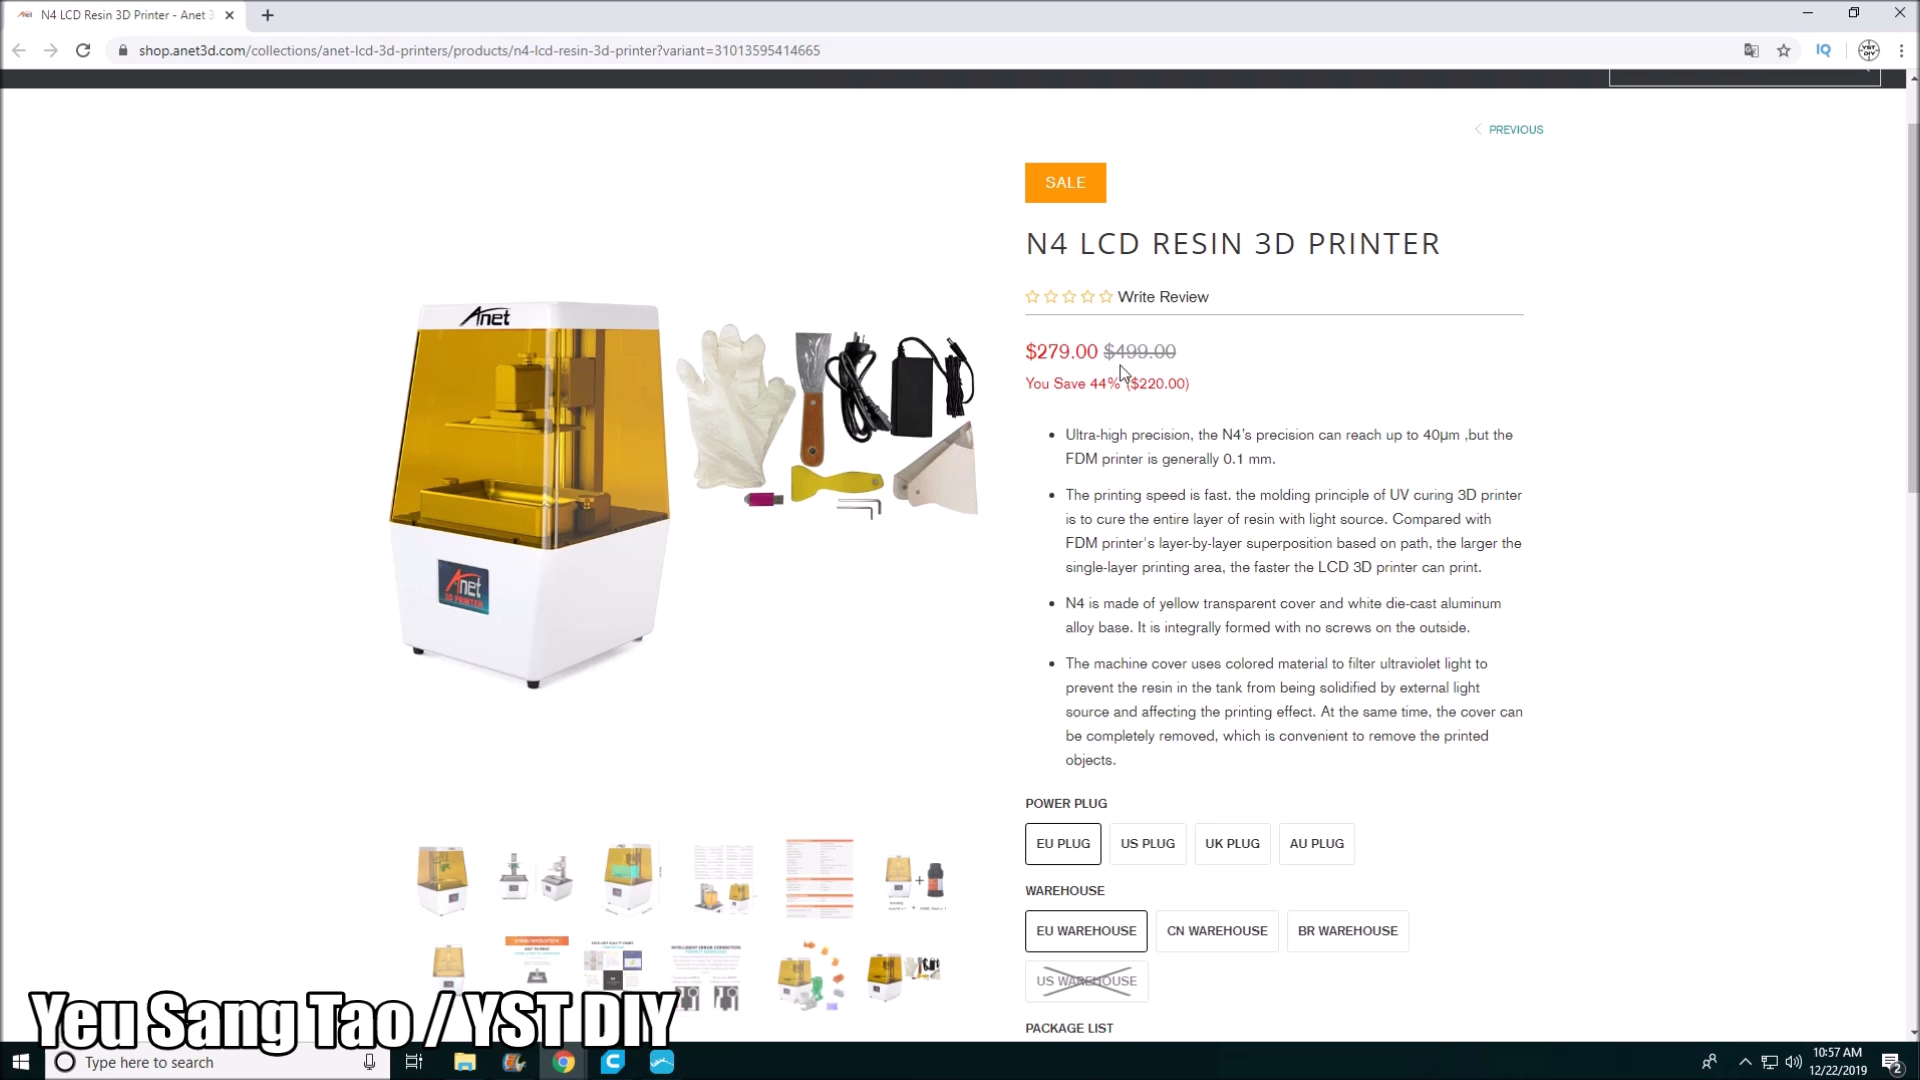 N4 LCD Resin 3D Printer - Anet 3
shop.anet3d.com/collections/anet-lcd-3d-printers/products/n4-lcd-resin-3d-printer?variant=31013595414665
IQ
YST DIY
PREVIOUS
SALE
N4 LCD RESIN 3D PRINTER
Write Review
$279.00 $499.00
You Save 44% ($220.00)
• Ultra-high precision, the N4's precision can reach up to 40μm ,but the
FDM printer is generally 0.1 mm.
• The printing speed is fast. the molding principle of UV curing 3D printer
is to cure the entire layer of resin with light source. Compared with
FDM printer's layer-by-layer superposition based on path, the larger the
single-layer printing area, the faster the LCD 3D printer can print.
• N4 is made of yellow transparent cover and white die-cast aluminum
alloy base. It is integrally formed with no screws on the outside.
• The machine cover uses colored material to filter ultraviolet light to
prevent the resin in the tank from being solidified by external light
source and affecting the printing effect. At the same time, the cover can
be completely removed, which is convenient to remove the printed
objects.
POWER PLUG
EU PLUG US PLUG UK PLUG AU PLUG
WAREHOUSE
EU WAREHOUSE CN WAREHOUSE BR WAREHOUSE
US WAREHOUSE
PACKAGE LIST
Anet
Anet
3D PRINTER
Yeu Sang Tao / YST DIY
Type here to search
10:57 AM
12/22/2019
2